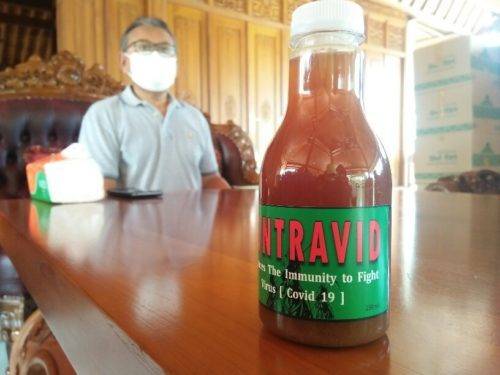 NTRAVID
The Immunity to Fight
Virus [ Covid 19 ]